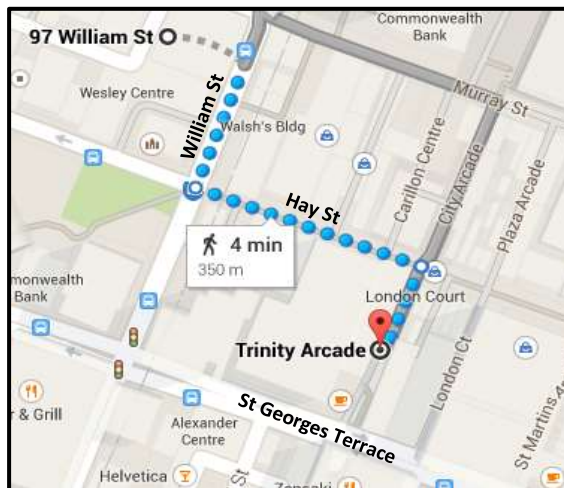 Commonwealth
Bank
97 William St
Wesley Centre
William St
Walsh's Bldg
Murray St
Hay St
Carillon Centre
City Arcade
Plaza Arcade
4 min
350 m
London Court
monwealth
Bank
Trinity Arcade
London Ct
St Georges Terrace
r & Grill
Alexander
Centre
St
St Martins
Helvetica